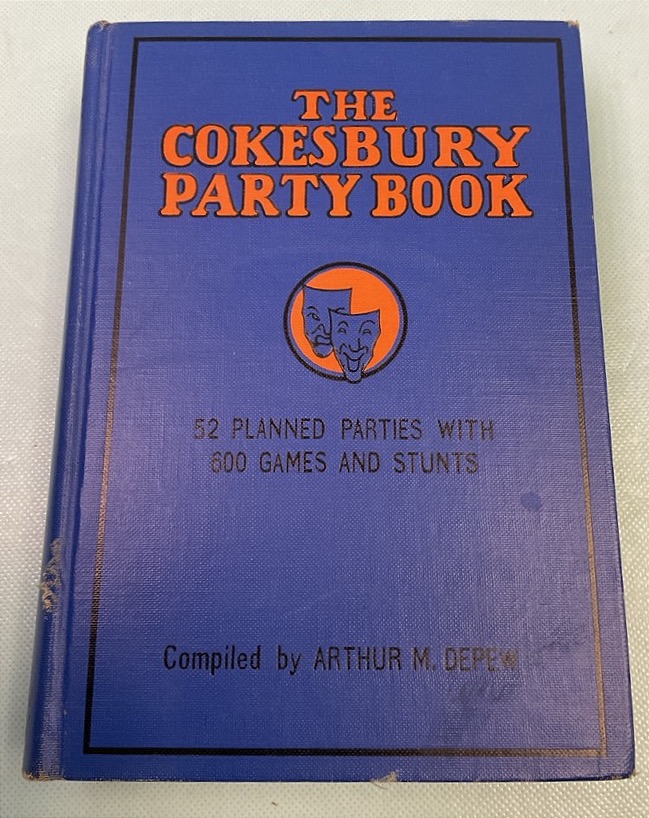 THE
COKESBURY
PARTY BOOK
52 PLANNED PARTIES WITH
600 GAMES AND STUNTS
Compiled by ARTHUR M. DEPEW